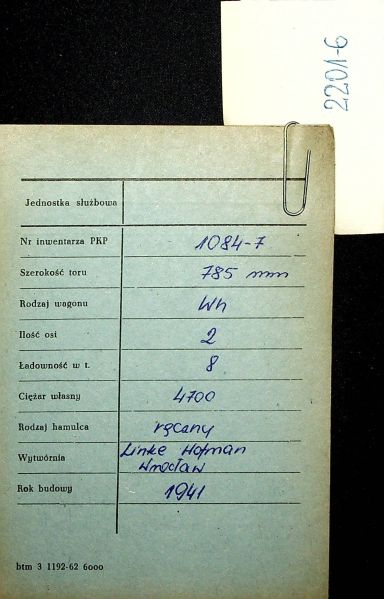 2201-6
Jednostka służbowa
Nr inwentarza PKP 1084-7
Szerokość toru 785 mm
Rodzaj wagonu Wh
Ilość osi 2
Ładowność w t. 8
Ciężar własny 4700
Rodzaj hamulca ręczny
Wytwórnia Linke Hofman
Wrocław
Rok budowy 1941
btm 3 1192-62 6000